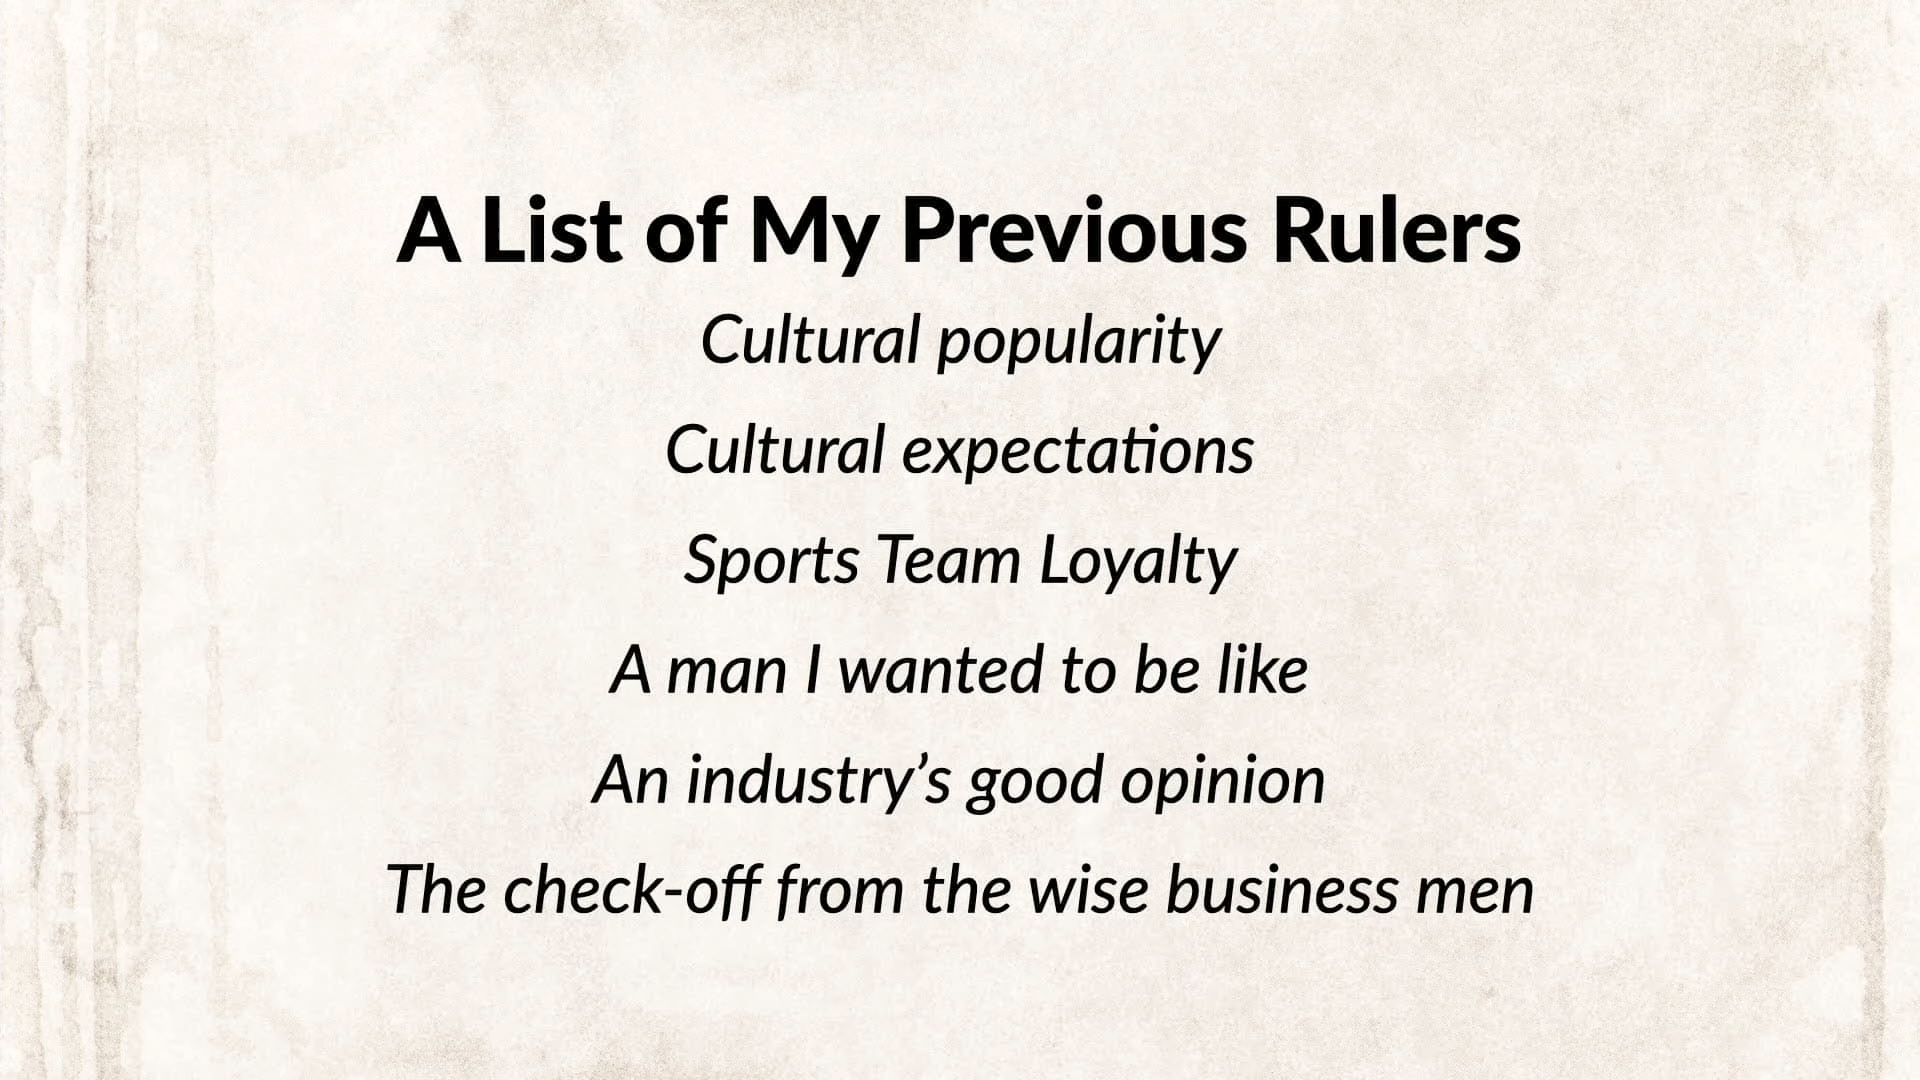 A List of My Previous Rulers
Cultural popularity
Cultural expectations
Sports Team Loyalty
A man I wanted to be like
An industry’s good opinion
The check-off from the wise business men